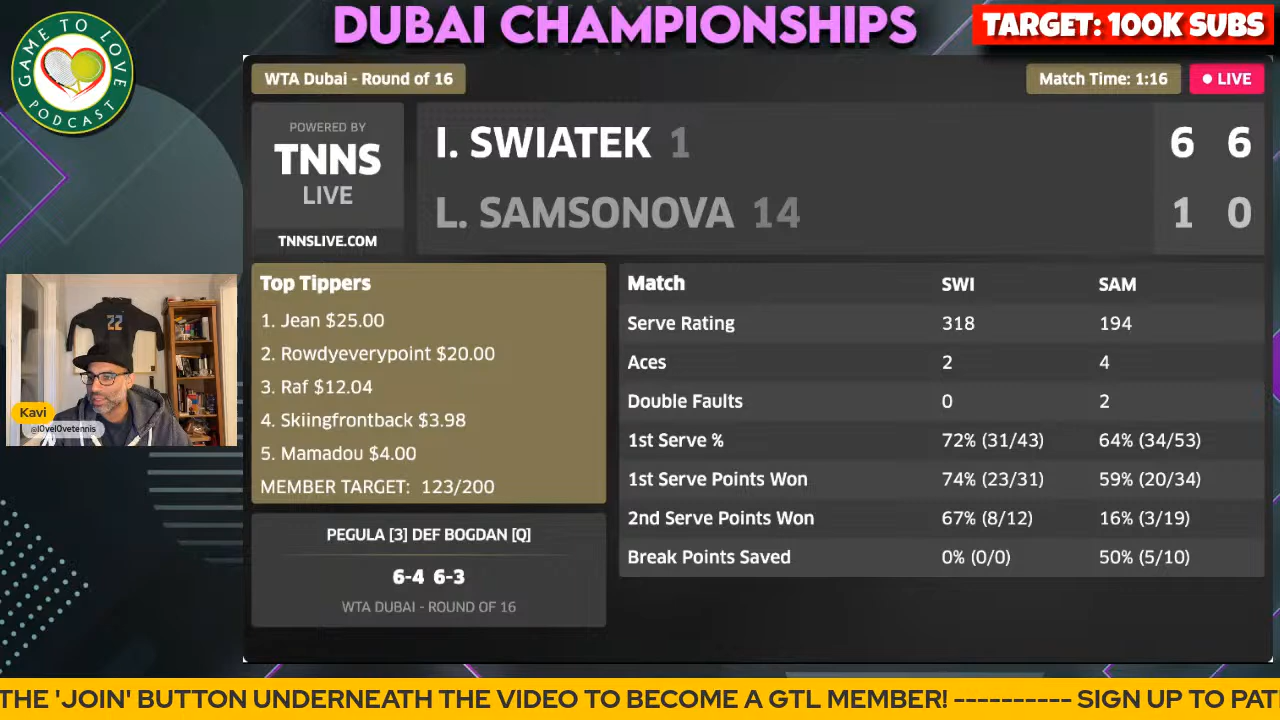 GAME TO LOVE
PODCAST
DUBAI CHAMPIONSHIPS
TARGET: 100K SUBS
WTA Dubai - Round of 16
Match Time: 1:16
LIVE
POWERED BY
TNNS
LIVE
TNNSLIVE.COM
I. SWIATEK 1 6 6
L. SAMSONOVA 14 1 0
Top Tippers
1. Jean $25.00
2. Rowdyeverypoint $20.00
3. Raf $12.04
4. Skiingfrontback $3.98
5. Mamadou $4.00
MEMBER TARGET: 123/200
PEGULA [3] DEF BOGDAN [Q]
6-4 6-3
WTA DUBAI - ROUND OF 16
Match SWI SAM
Serve Rating 318 194
Aces 2 4
Double Faults 0 2
1st Serve % 72% (31/43) 64% (34/53)
1st Serve Points Won 74% (23/31) 59% (20/34)
2nd Serve Points Won 67% (8/12) 16% (3/19)
Break Points Saved 0% (0/0) 50% (5/10)
22
Kavi
@l0vel0vetennis
THE 'JOIN' BUTTON UNDERNEATH THE VIDEO TO BECOME A GTL MEMBER! ---------- SIGN UP TO PAT